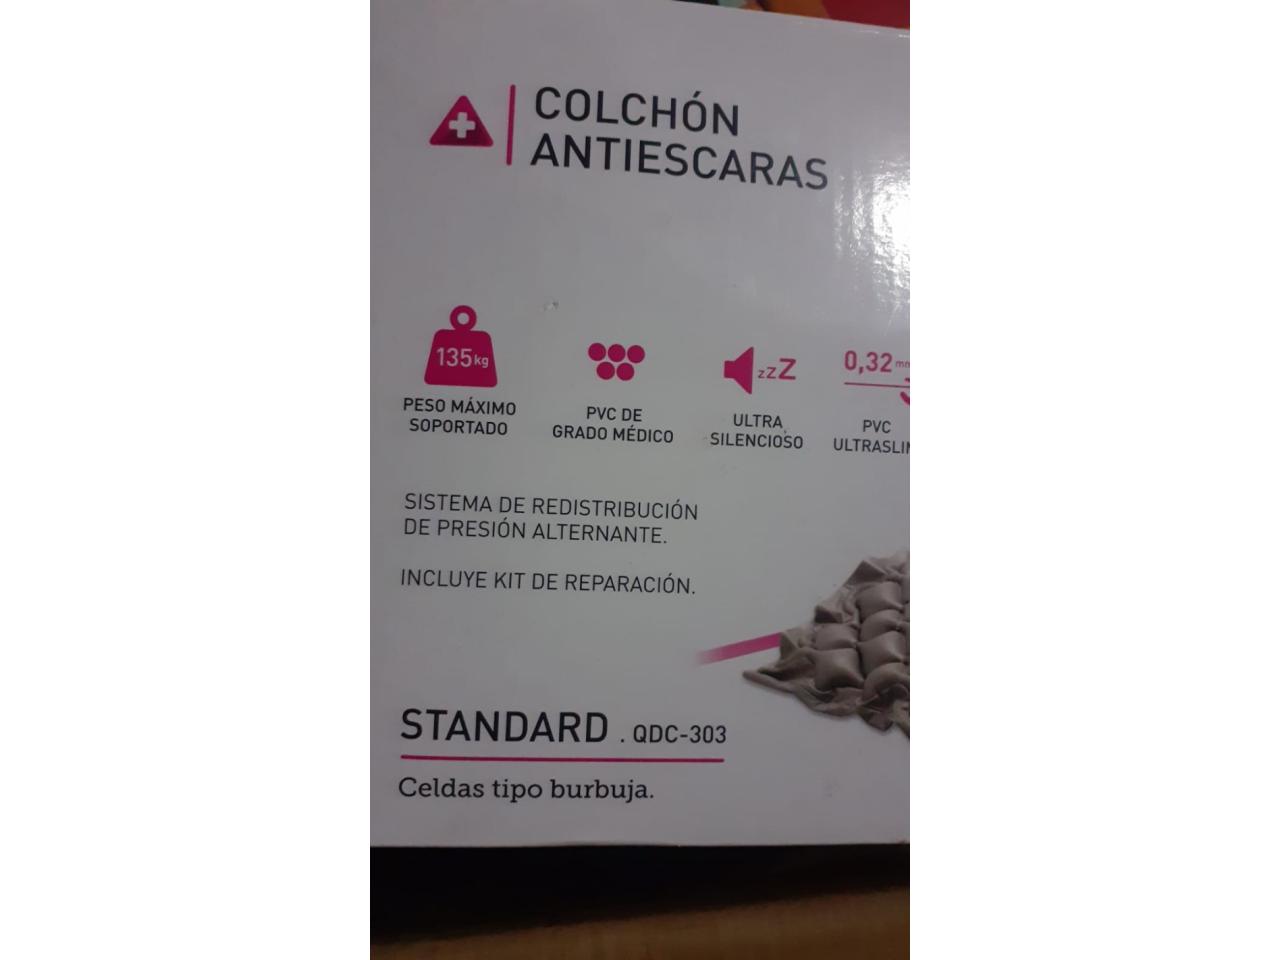 COLCHÓN
ANTIESCARAS
135kg
PESO MÁXIMO
SOPORTADO
PVC DE
GRADO MÉDICO
zzZ
ULTRA
SILENCIOSO
0,32
PVC
SISTEMA DE REDISTRIBUCIÓN
DE PRESIÓN ALTERNANTE.
INCLUYE KIT DE REPARACIÓN.
STANDARD . QDC-303
Celdas tipo burbuja.